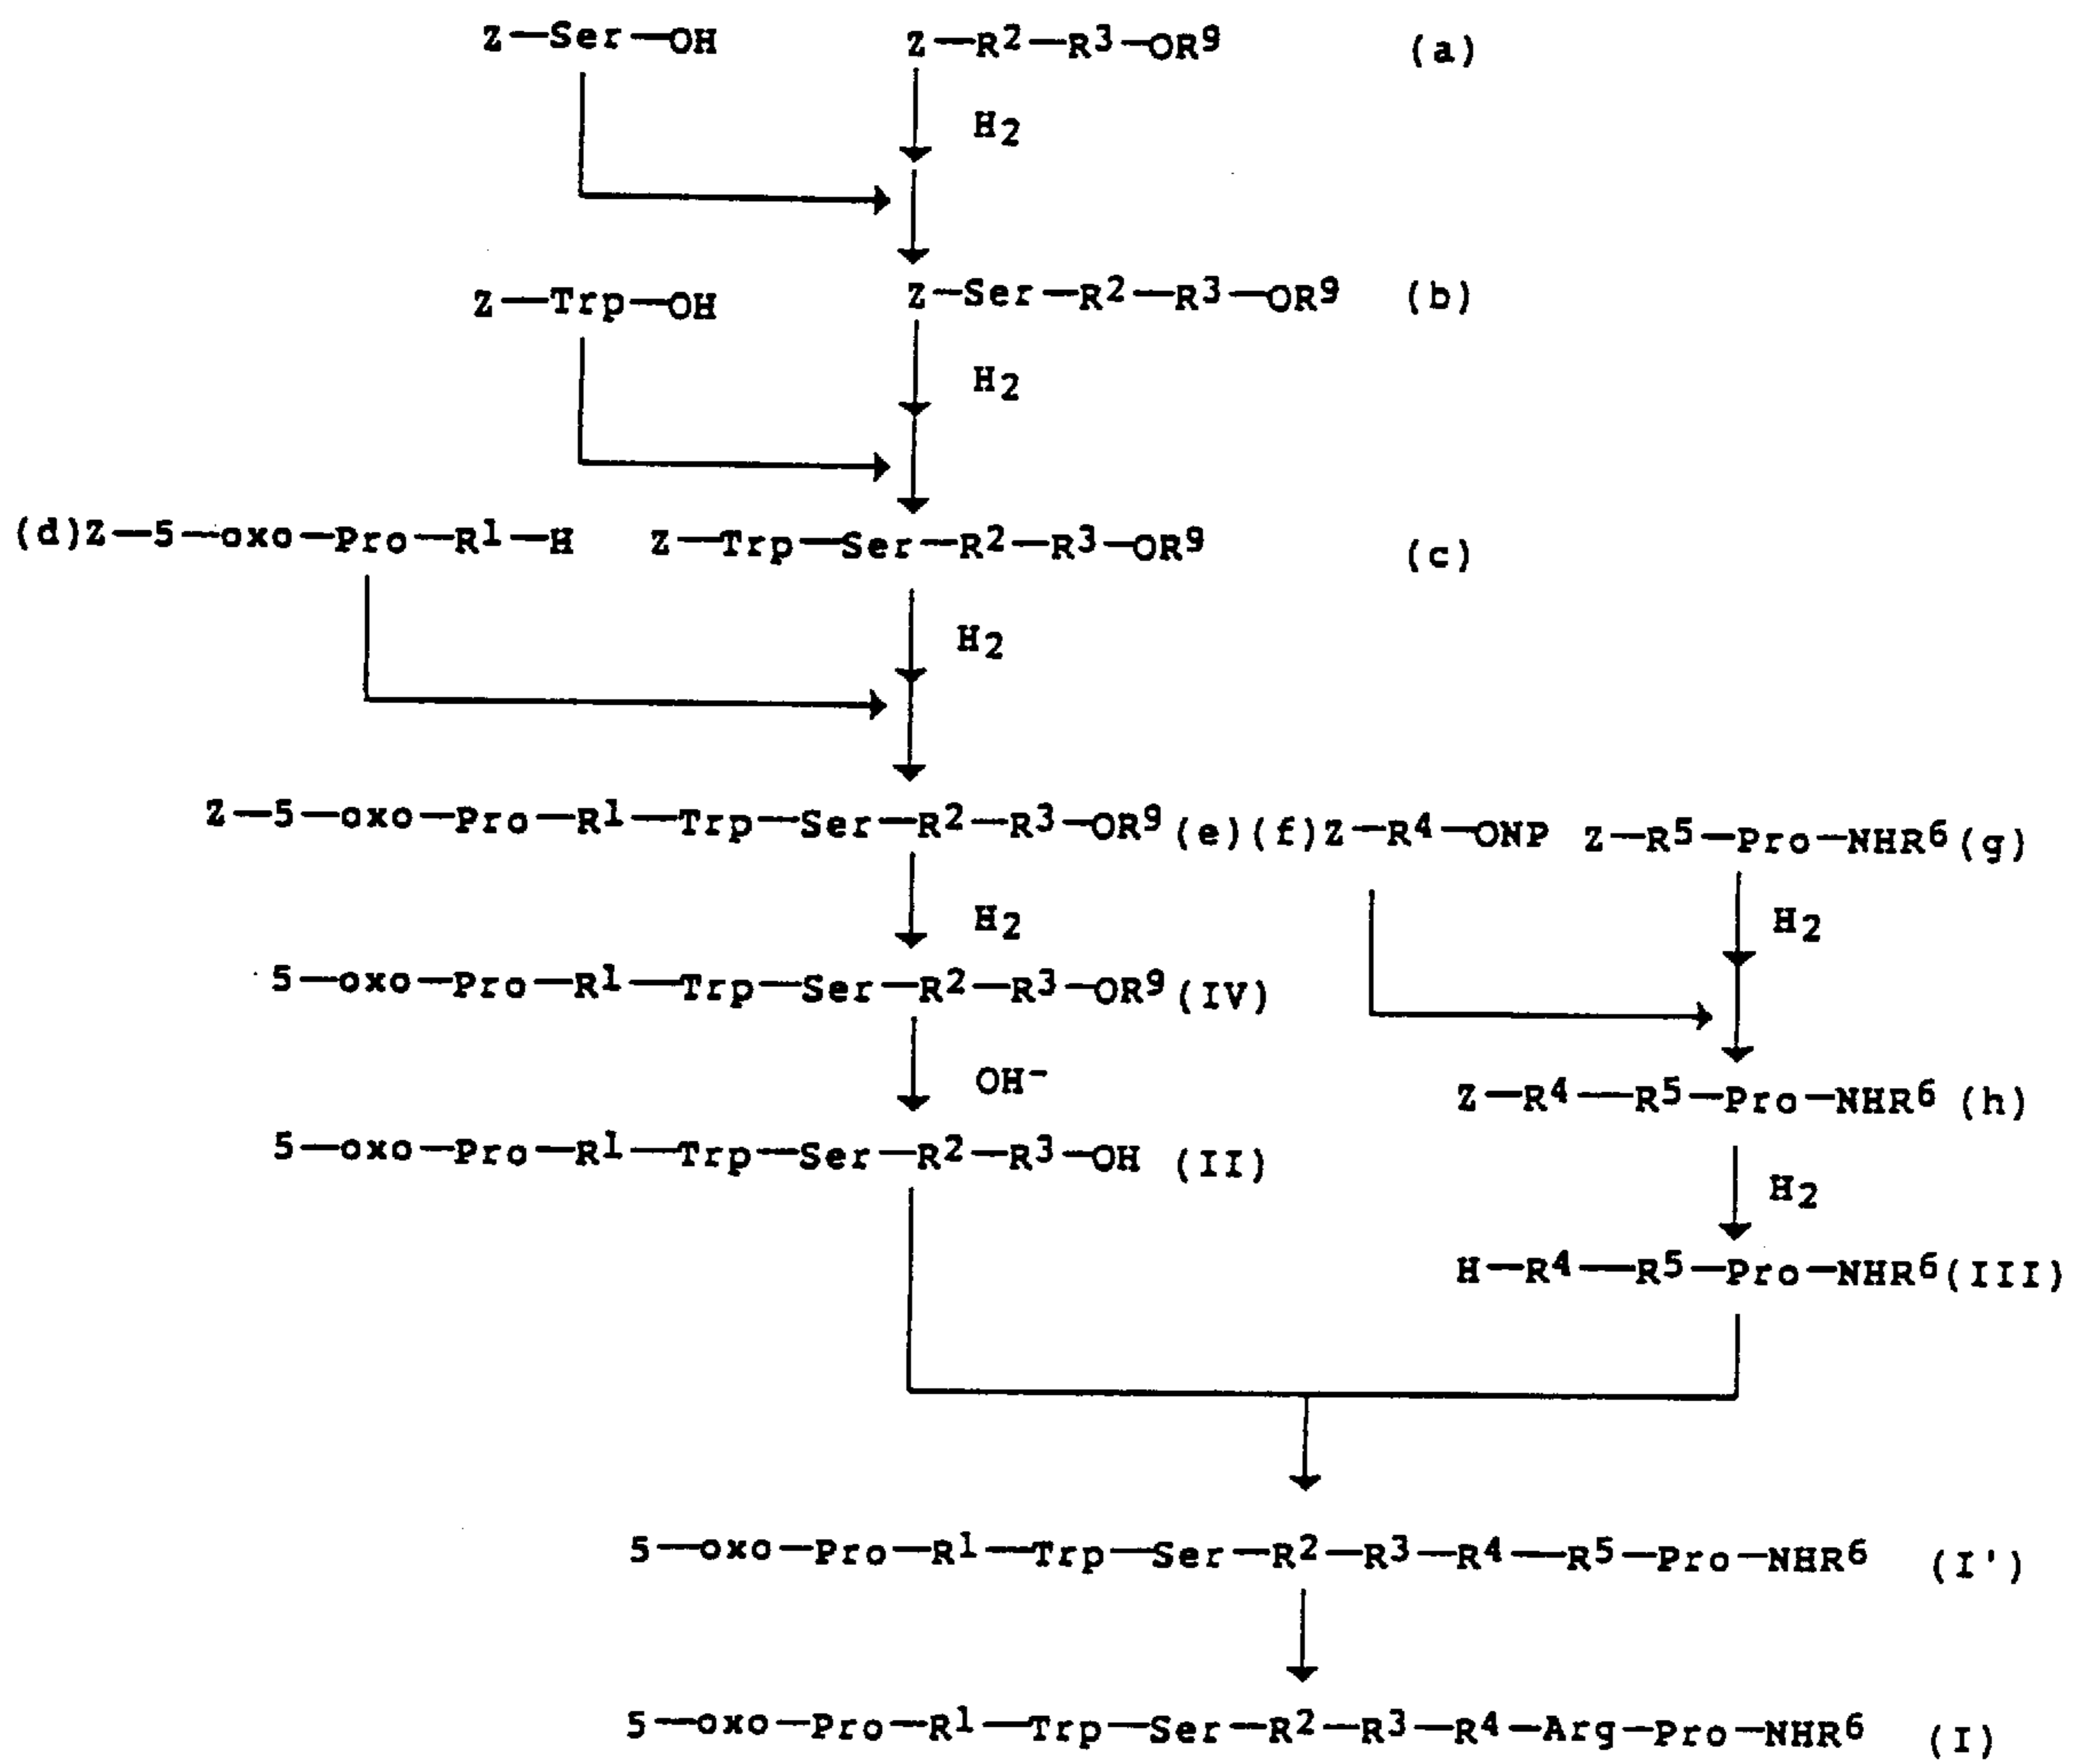 Z—Ser—OH Z—R²—R³—OR⁹ (a)
H₂
Z—Trp—OH Z—Ser—R²—R³—OR⁹ (b)
H₂
(d)Z—5—oxo—Pro—R¹—H Z—Trp—Ser—R²—R³—OR⁹ (c)
H₂
Z—5—oxo—Pro—R¹—Trp—Ser—R²—R³—OR⁹(e)(f)Z—R⁴—ONP Z—R⁵—Pro—NHR⁶(g)
H₂ H₂
5—oxo—Pro—R¹—Trp—Ser—R²—R³—OR⁹(IV)
OH⁻ Z—R⁴—R⁵—Pro—NHR⁶ (h)
5—oxo—Pro—R¹—Trp—Ser—R²—R³—OH (II)
H₂
H—R⁴—R⁵—Pro—NHR⁶(III)
5—oxo—Pro—R¹—Trp—Ser—R²—R³—R⁴—R⁵—Pro—NHR⁶ (I')
5—oxo—Pro—R¹—Trp—Ser—R²—R³—R⁴—Arg—Pro—NHR⁶ (I)